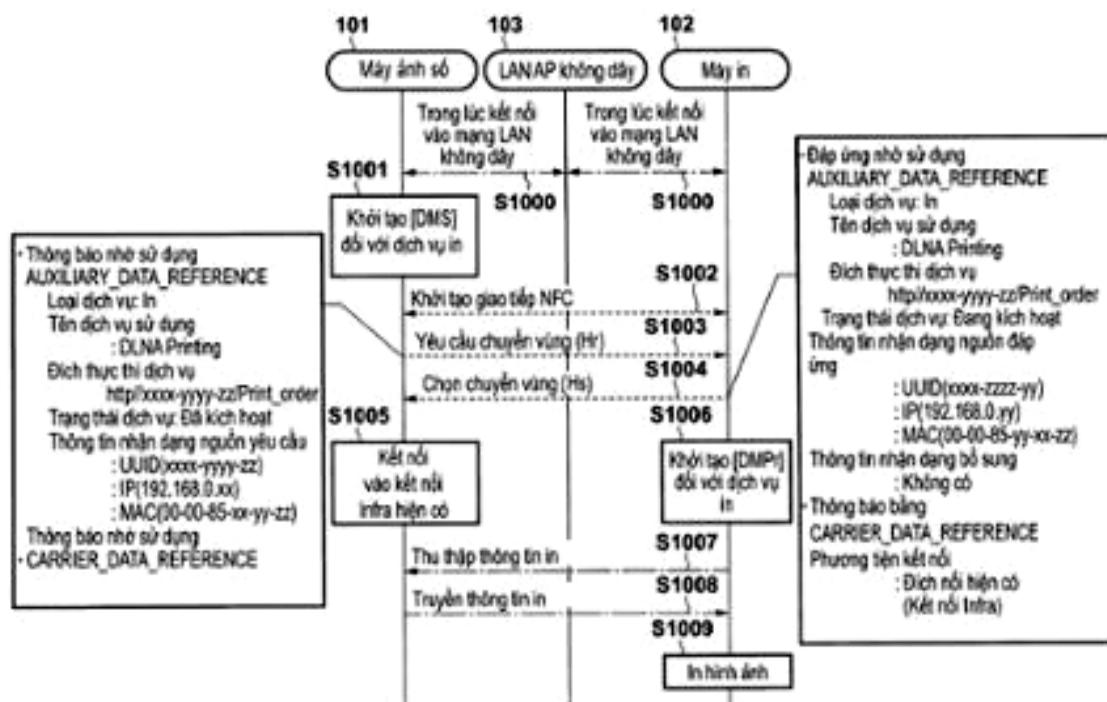 101
103
102
Máy ảnh số
LAN AP không dây
Máy in
Trong lúc kết nối
vào mạng LAN
không dây
Trong lúc kết nối
vào mạng LAN
không dây
S1001
S1000
S1000
Khởi tạo [DMS]
đối với dịch vụ in
S1002
Khởi tạo giao tiếp NFC
S1003
Yêu cầu chuyển vùng (Hr)
S1004
Chọn chuyển vùng (Hs)
S1005
S1006
Kết nối
vào kết nối
Infra hiện có
Khởi tạo [DMPr]
đối với dịch vụ
in
S1007
Thu thập thông tin in
S1008
Truyền thông tin in
S1009
In hình ảnh
· Thông báo nhờ sử dụng
AUXILIARY_DATA_REFERENCE
Loại dịch vụ: In
Tên dịch vụ sử dụng
: DLNA Printing
Đích thực thi dịch vụ
http//xxxx-yyyy-zz/Print_order
Trạng thái dịch vụ: Đã kích hoạt
Thông tin nhận dạng nguồn yêu cầu
: UUID(xxxx-yyyy-zz)
: IP(192.168.0.xx)
: MAC(00-00-85-xx-yy-zz)
Thông báo nhờ sử dụng
· CARRIER_DATA_REFERENCE
· Đáp ứng nhờ sử dụng
AUXILIARY_DATA_REFERENCE
Loại dịch vụ: In
Tên dịch vụ sử dụng
: DLNA Printing
Đích thực thi dịch vụ
http//xxxx-yyyy-zz/Print_order
Trạng thái dịch vụ: Đang kích hoạt
Thông tin nhận dạng nguồn đáp
ứng
: UUID(xxxx-zzzz-yy)
: IP(192.168.0.yy)
: MAC(00-00-85-yy-xx-zz)
Thông tin nhận dạng bổ sung
: Không có
· Thông báo bằng
CARRIER_DATA_REFERENCE
Phương tiện kết nối
: Đích nối hiện có
(Kết nối Infra)